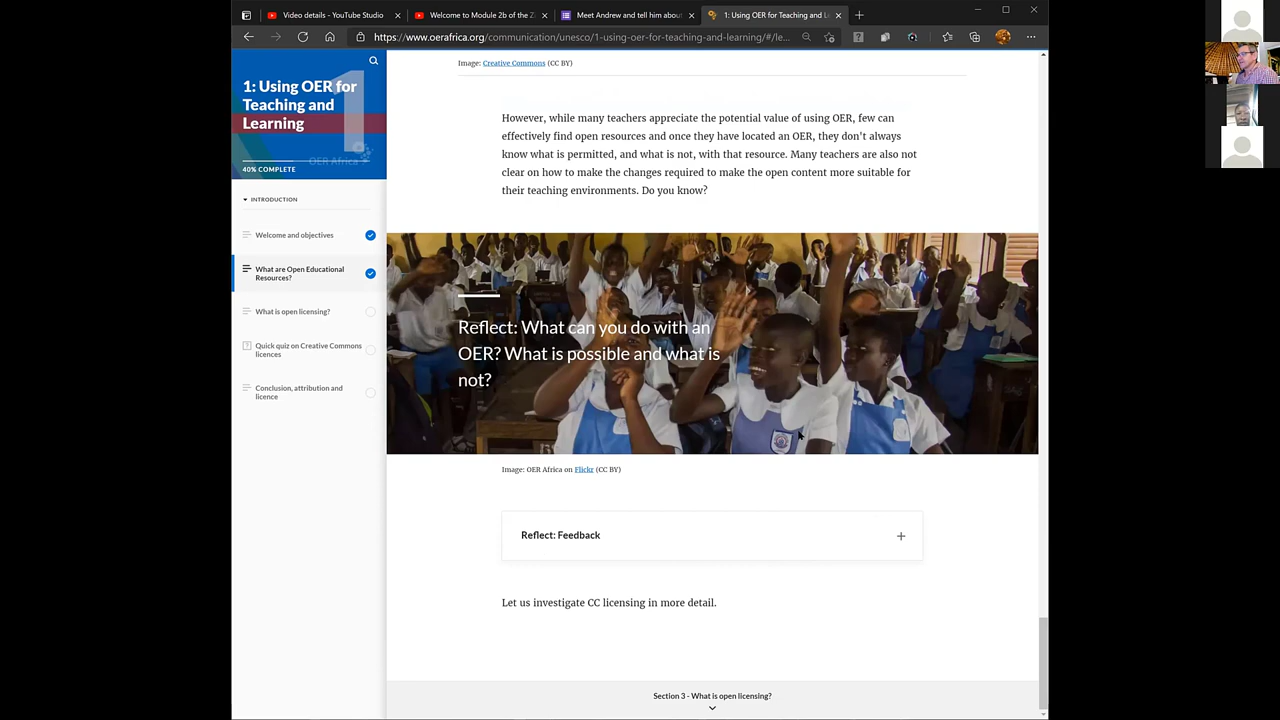 Video details - YouTube Studio
Welcome to Module 2b of the Z
Meet Andrew and tell him about
1: Using OER for Teaching and L
https://www.oerafrica.org/communication/unesco/1-using-oer-for-teaching-and-learning/#/le...
1: Using OER for
Teaching and
Learning
1
OER Africa
40% COMPLETE
INTRODUCTION
Welcome and objectives
What are Open Educational
Resources?
What is open licensing?
Quick quiz on Creative Commons
licences
Conclusion, attribution and
licence
Image: Creative Commons (CC BY)
However, while many teachers appreciate the potential value of using OER, few can
effectively find open resources and once they have located an OER, they don't always
know what is permitted, and what is not, with that resource. Many teachers are also not
clear on how to make the changes required to make the open content more suitable for
their teaching environments. Do you know?
Reflect: What can you do with an
OER? What is possible and what is
not?
Image: OER Africa on Flickr (CC BY)
Reflect: Feedback
Let us investigate CC licensing in more detail.
Section 3 - What is open licensing?